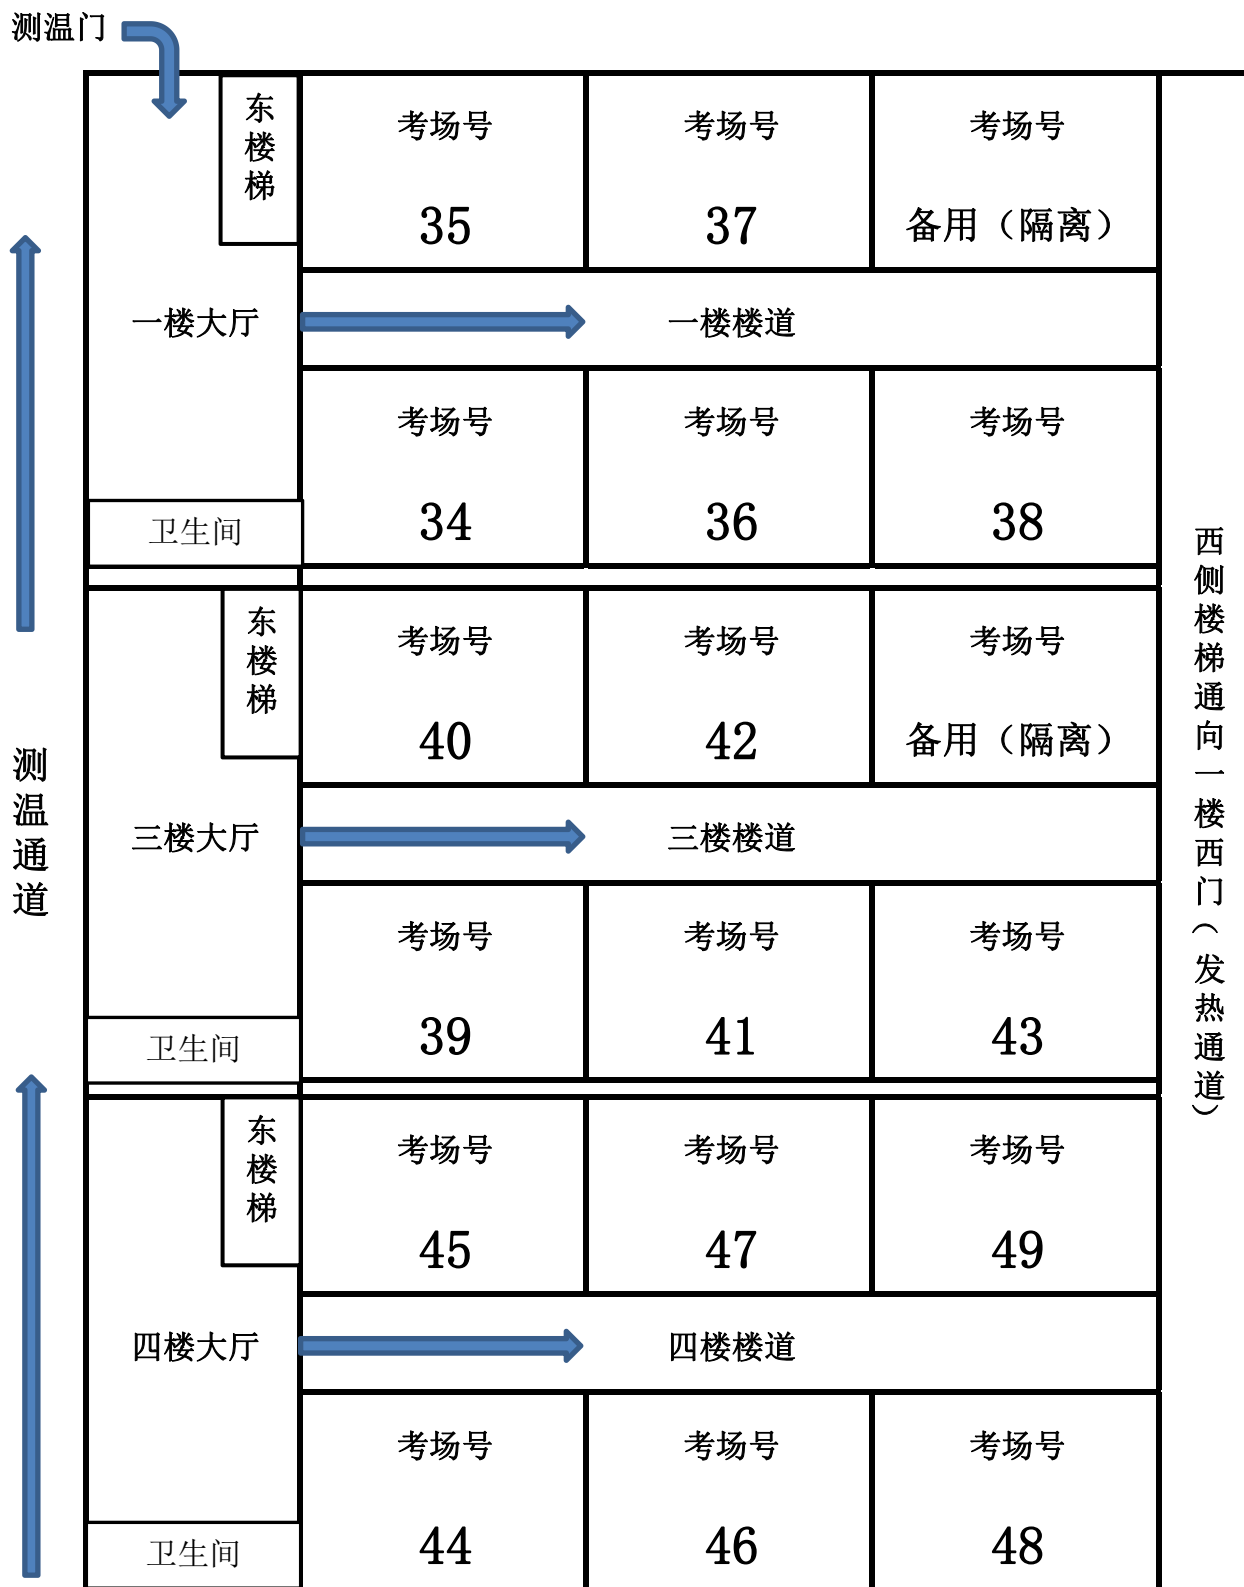 测温门
东楼梯
考场号
考场号
考场号
35
37
备用（隔离）
一楼大厅
一楼楼道
考场号
考场号
考场号
34
36
38
卫生间
东楼梯
考场号
考场号
考场号
40
42
备用（隔离）
三楼大厅
三楼楼道
考场号
考场号
考场号
39
41
43
卫生间
东楼梯
考场号
考场号
考场号
45
47
49
四楼大厅
四楼楼道
考场号
考场号
考场号
44
46
48
卫生间
测温通道
西侧楼梯通向一楼西门（发热通道）